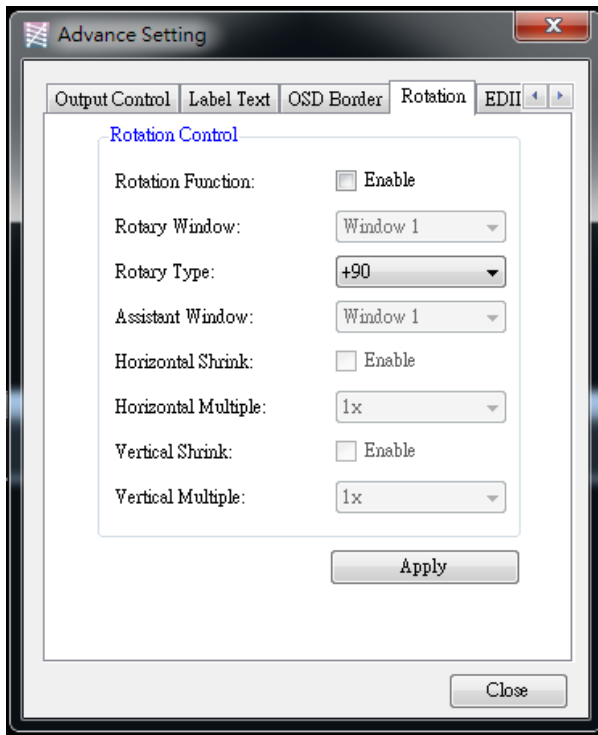 Advance Setting
Output Control Label Text OSD Border Rotation EDII
Rotation Control
Rotation Function: Enable
Rotary Window: Window 1
Rotary Type: +90
Assistant Window: Window 1
Horizontal Shrink: Enable
Horizontal Multiple: 1x
Vertical Shrink: Enable
Vertical Multiple: 1x
Apply
Close